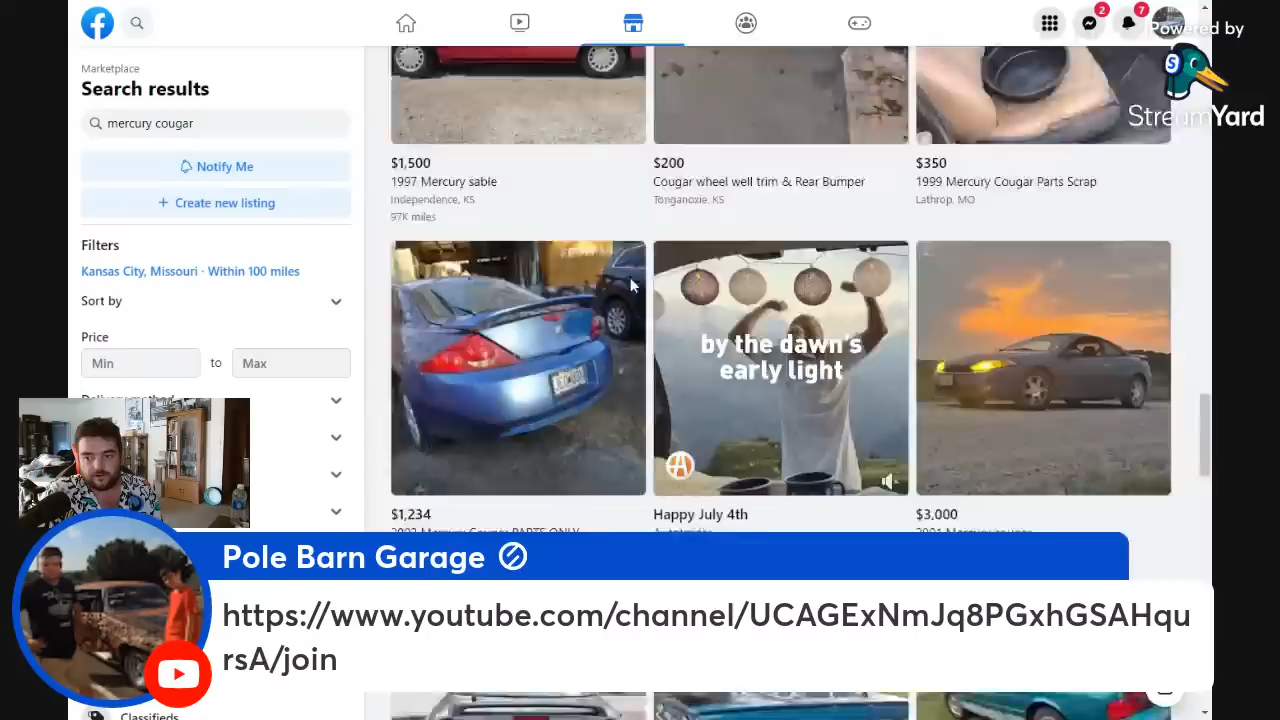 Powered by
StreamYard
2
7
Marketplace
Search results
mercury cougar
Notify Me
+ Create new listing
Filters
Kansas City, Missouri · Within 100 miles
Sort by
Price
Min to Max
$1,500
1997 Mercury sable
Independence, KS
97K miles
$200
Cougar wheel well trim & Rear Bumper
Tonganoxie, KS
$350
1999 Mercury Cougar Parts Scrap
Lathrop, MO
by the dawn's
early light
$1,234
Happy July 4th
$3,000
Pole Barn Garage
https://www.youtube.com/channel/UCAGExNmJq8PGxhGSAHqu
rsA/join
Classifieds